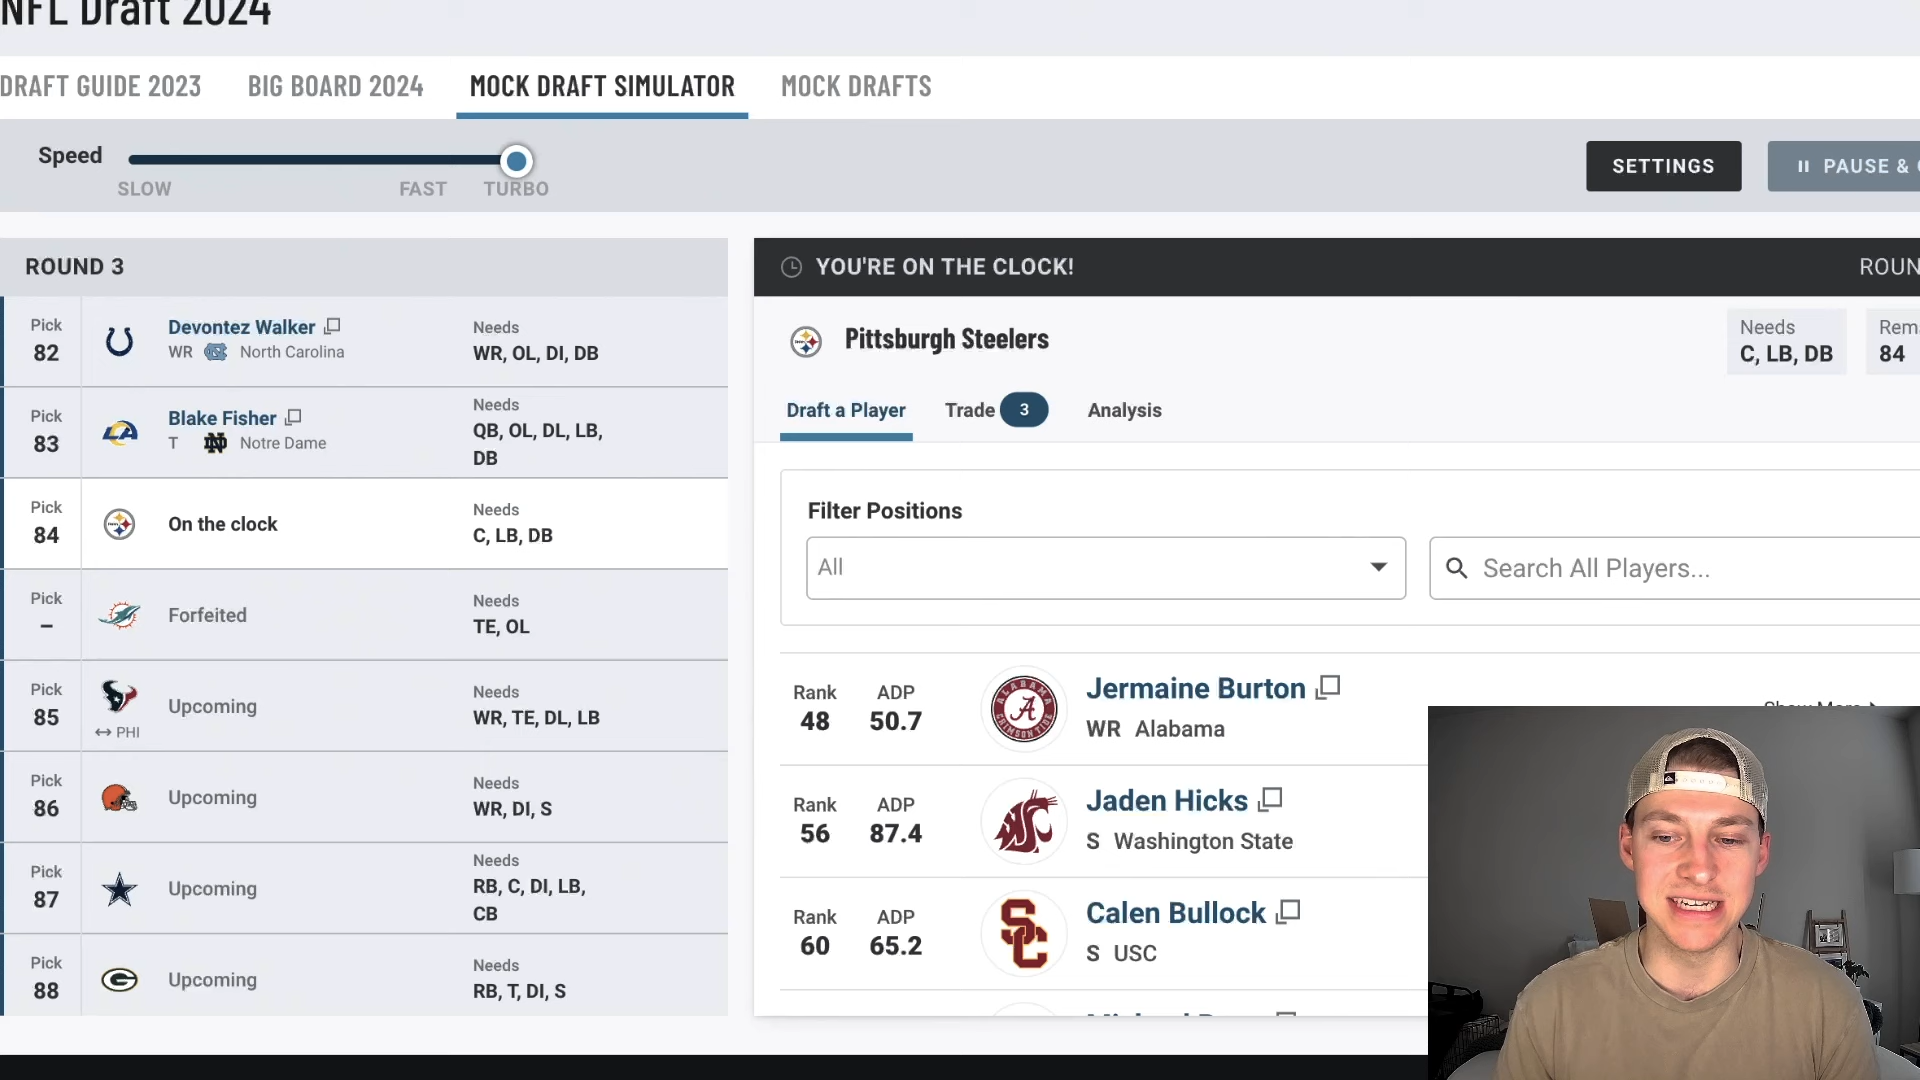 NFL Draft 2024
DRAFT GUIDE 2023 BIG BOARD 2024 MOCK DRAFT SIMULATOR MOCK DRAFTS
Speed
SLOW FAST TURBO
SETTINGS
PAUSE &
ROUND 3
Pick
82
Devontez Walker
WR North Carolina
Needs
WR, OL, DI, DB
Pick
83
Blake Fisher
T Notre Dame
Needs
QB, OL, DL, LB,
DB
Pick
84
On the clock
Needs
C, LB, DB
Pick
–
Forfeited
Needs
TE, OL
Pick
85
PHI
Upcoming
Needs
WR, TE, DL, LB
Pick
86
Upcoming
Needs
WR, DI, S
Pick
87
Upcoming
Needs
RB, C, DI, LB,
CB
Pick
88
Upcoming
Needs
RB, T, DI, S
YOU'RE ON THE CLOCK!
ROUN
Pittsburgh Steelers
Needs
C, LB, DB
Rem
84
Draft a Player Trade 3 Analysis
Filter Positions
All
Search All Players...
Rank
48
ADP
50.7
Jermaine Burton
WR Alabama
Show More
Rank
56
ADP
87.4
Jaden Hicks
S Washington State
Rank
60
ADP
65.2
Calen Bullock
S USC